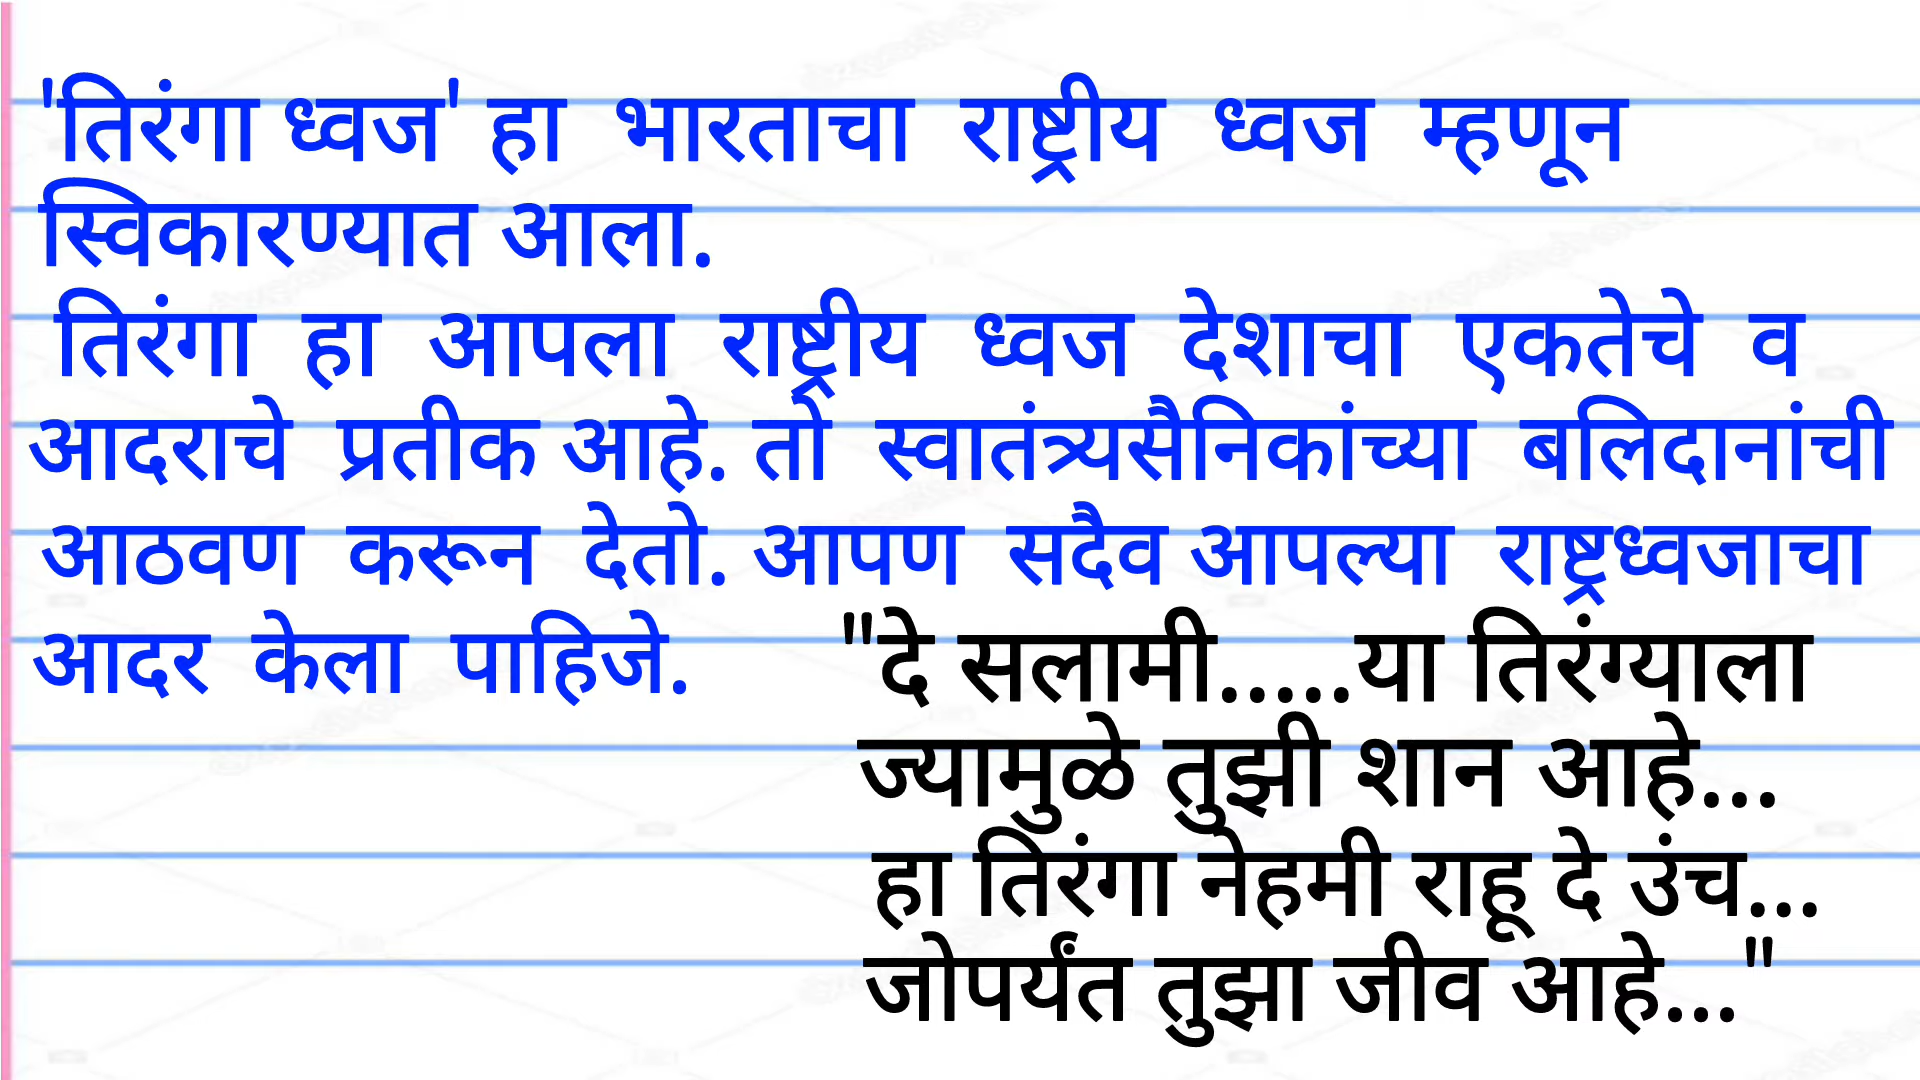 'तिरंगा ध्वज' हा भारताचा राष्ट्रीय ध्वज म्हणून
स्विकारण्यात आला.
तिरंगा हा आपला राष्ट्रीय ध्वज देशाचा एकतेचे व
आदराचे प्रतीक आहे. तो स्वातंत्र्यसैनिकांच्या बलिदानांची
आठवण करून देतो. आपण सदैव आपल्या राष्ट्रध्वजाचा
आदर केला पाहिजे.
"दे सलामी.....या तिरंग्याला
ज्यामुळे तुझी शान आहे...
हा तिरंगा नेहमी राहू दे उंच...
जोपर्यंत तुझा जीव आहे..."